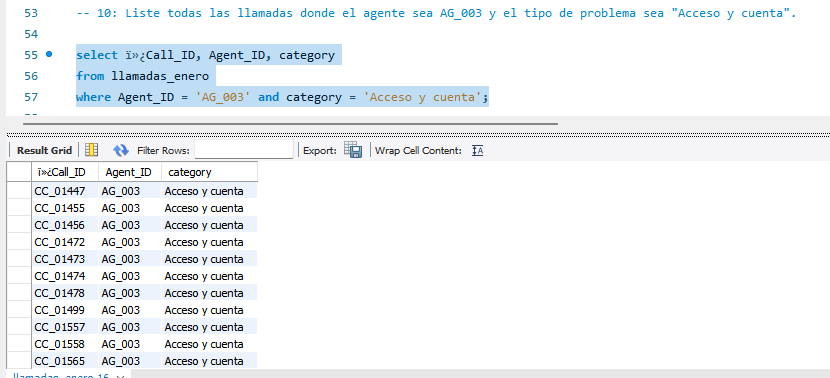 53 -- 10: Liste todas las llamadas donde el agente sea AG_003 y el tipo de problema sea "Acceso y cuenta".
54
55 select ï»¿Call_ID, Agent_ID, category
56 from llamadas_enero
57 where Agent_ID = 'AG_003' and category = 'Acceso y cuenta';
Result Grid Filter Rows: Export: Wrap Cell Content:
ï»¿Call_ID Agent_ID category
CC_01447 AG_003 Acceso y cuenta
CC_01455 AG_003 Acceso y cuenta
CC_01456 AG_003 Acceso y cuenta
CC_01472 AG_003 Acceso y cuenta
CC_01473 AG_003 Acceso y cuenta
CC_01474 AG_003 Acceso y cuenta
CC_01478 AG_003 Acceso y cuenta
CC_01499 AG_003 Acceso y cuenta
CC_01557 AG_003 Acceso y cuenta
CC_01558 AG_003 Acceso y cuenta
CC_01565 AG_003 Acceso y cuenta
llamadas_enero 16